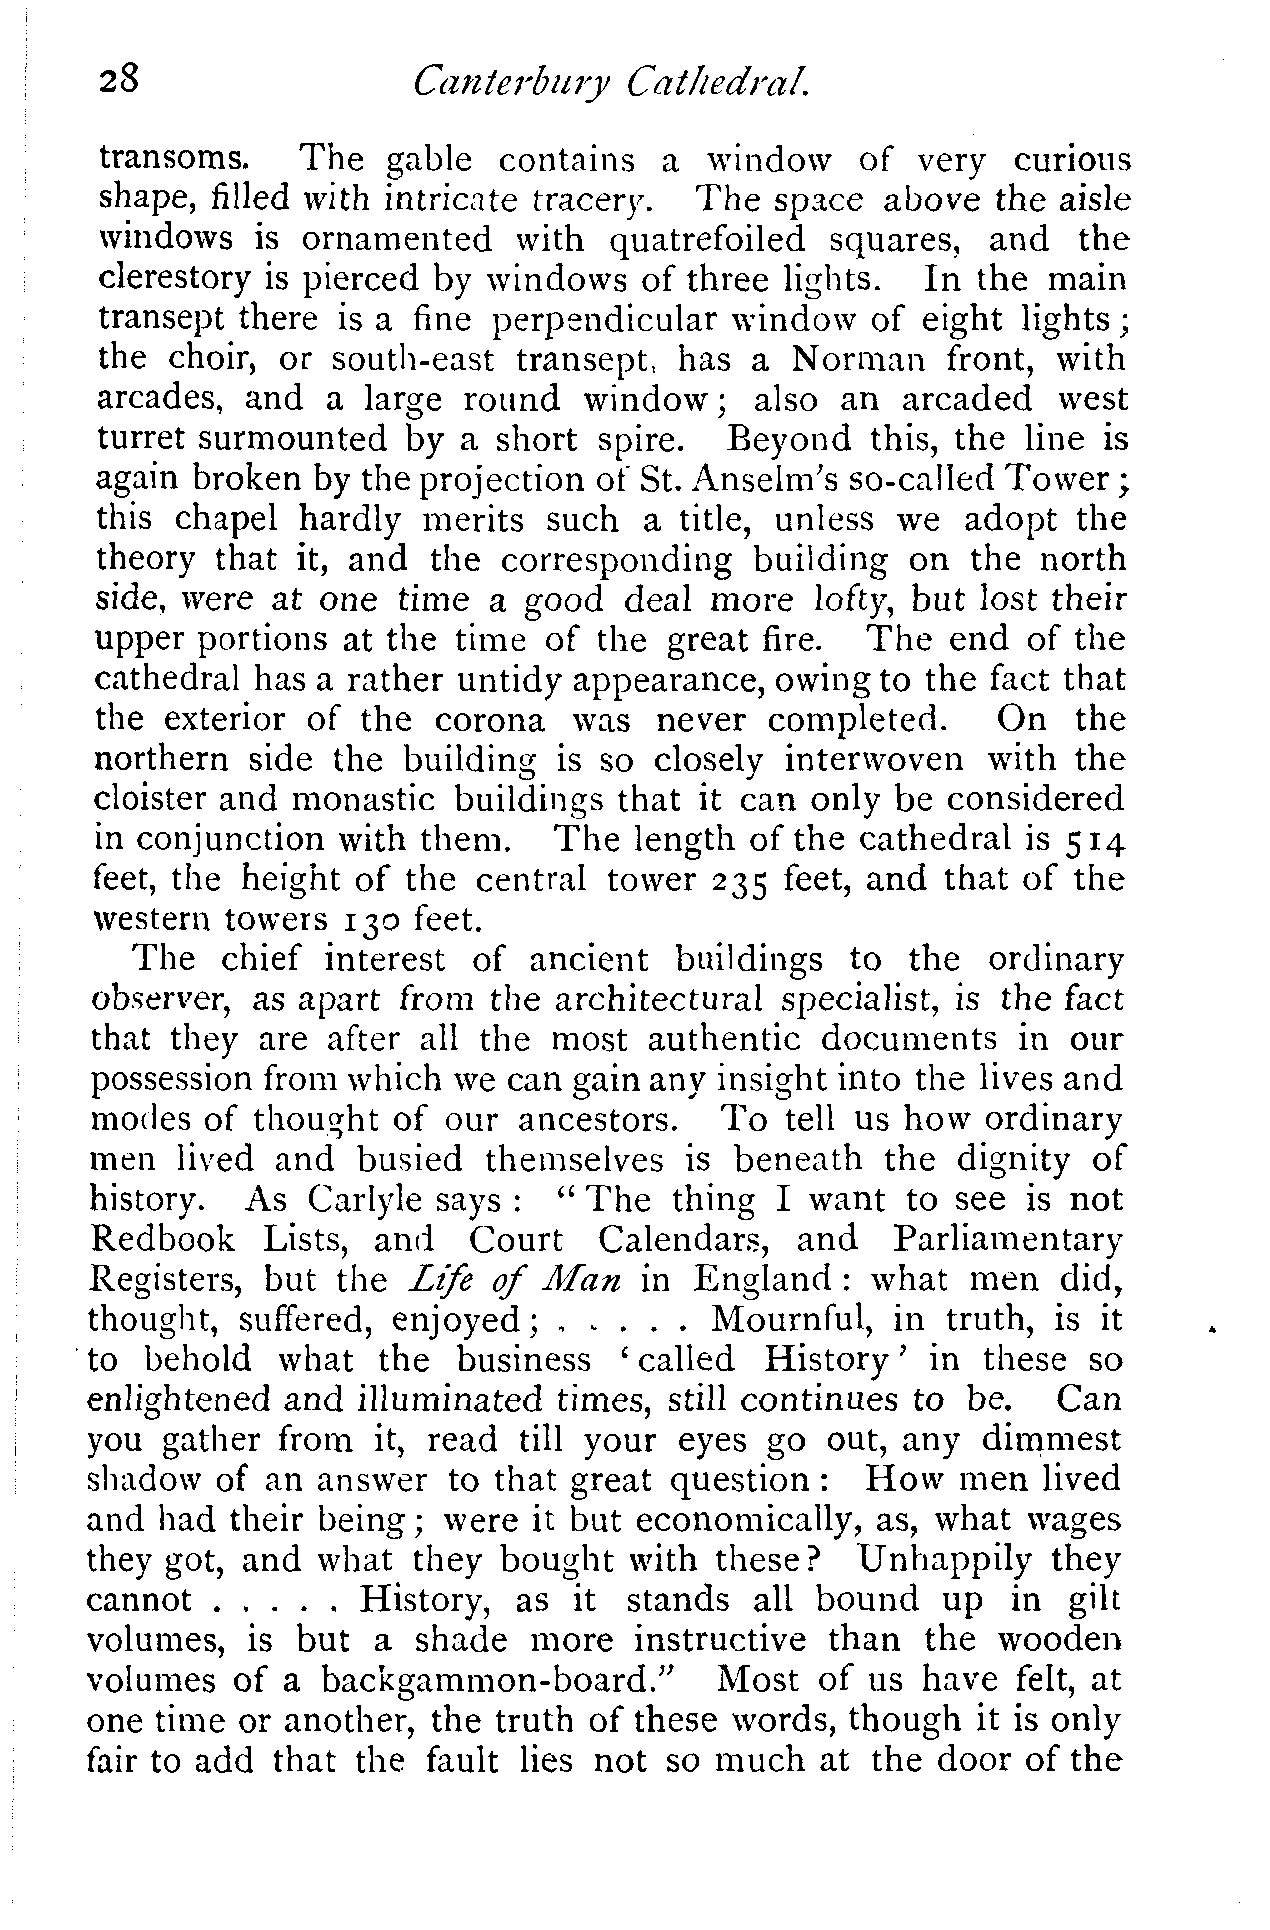 28 Canterbury Cathedral.
transoms. The gable contains a window of very curious
shape, filled with intricate tracery. The space above the aisle
windows is ornamented with quatrefoiled squares, and the
clerestory is pierced by windows of three lights. In the main
transept there is a fine perpendicular window of eight lights ;
the choir, or south-east transept, has a Norman front, with
arcades, and a large round window ; also an arcaded west
turret surmounted by a short spire. Beyond this, the line is
again broken by the projection of St. Anselm's so-called Tower ;
this chapel hardly merits such a title, unless we adopt the
theory that it, and the corresponding building on the north
side, were at one time a good deal more lofty, but lost their
upper portions at the time of the great fire. The end of the
cathedral has a rather untidy appearance, owing to the fact that
the exterior of the corona was never completed. On the
northern side the building is so closely interwoven with the
cloister and monastic buildings that it can only be considered
in conjunction with them. The length of the cathedral is 514
feet, the height of the central tower 235 feet, and that of the
western towers 130 feet.
The chief interest of ancient buildings to the ordinary
observer, as apart from the architectural specialist, is the fact
that they are after all the most authentic documents in our
possession from which we can gain any insight into the lives and
modes of thought of our ancestors. To tell us how ordinary
men lived and busied themselves is beneath the dignity of
history. As Carlyle says : “ The thing I want to see is not
Redbook Lists, and Court Calendars, and Parliamentary
Registers, but the Life of Man in England : what men did,
thought, suffered, enjoyed ; . . . . . Mournful, in truth, is it
to behold what the business ‘ called History ’ in these so
enlightened and illuminated times, still continues to be. Can
you gather from it, read till your eyes go out, any dimmest
shadow of an answer to that great question : How men lived
and had their being ; were it but economically, as, what wages
they got, and what they bought with these? Unhappily they
cannot . . . . . History, as it stands all bound up in gilt
volumes, is but a shade more instructive than the wooden
volumes of a backgammon-board.” Most of us have felt, at
one time or another, the truth of these words, though it is only
fair to add that the fault lies not so much at the door of the